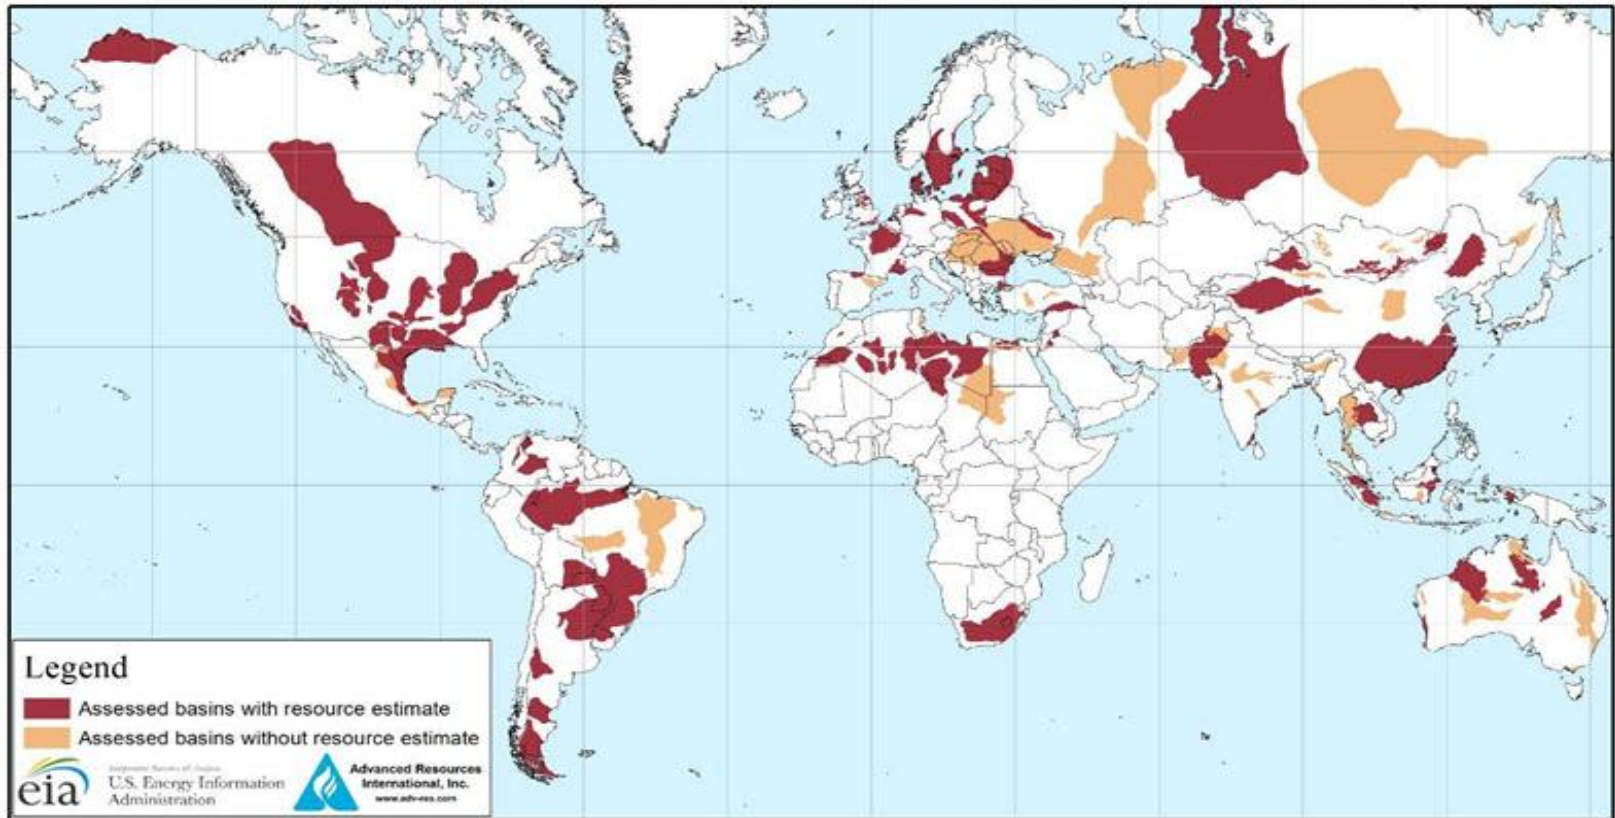 Legend
Assessed basins with resource estimate
Assessed basins without resource estimate
eia
U.S. Energy Information
Administration
Advanced Resources
International, Inc.
www.adv-res.com